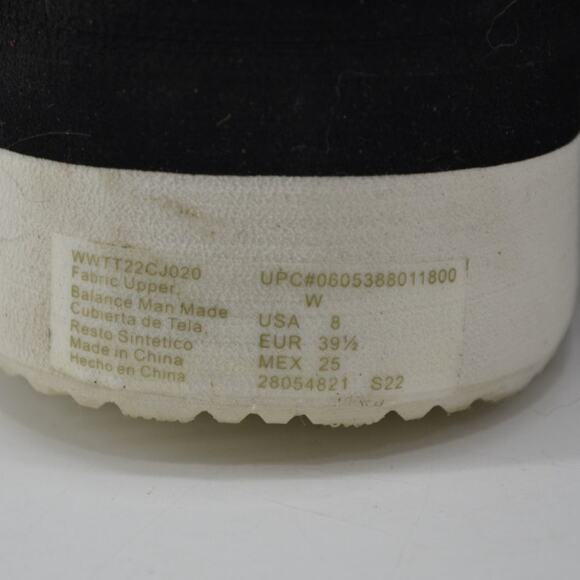 WWTT22CJ020
Fabric Upper,
Balance Man Made
Cubierta de Tela,
Resto Sintetico
Made in China
Hecho en China
UPC#0605388011800
W
USA 8
EUR 39½
MEX 25
28054821 S22